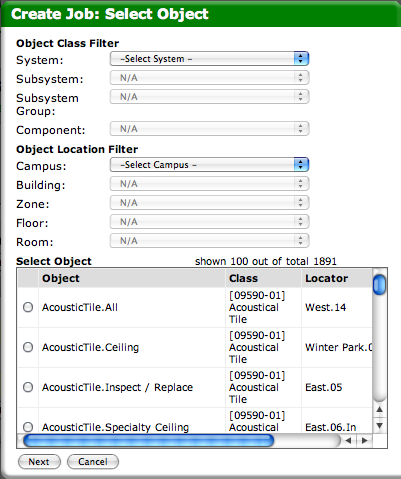 Create Job: Select Object
Object Class Filter
System: –Select System –
Subsystem: N/A
Subsystem
Group: N/A
Component: N/A
Object Location Filter
Campus: –Select Campus –
Building: N/A
Zone: N/A
Floor: N/A
Room: N/A
Select Object shown 100 out of total 1891
Object Class Locator
AcousticTile.All [09590-01] Acoustical Tile West.14
AcousticTile.Ceiling [09590-01] Acoustical Tile Winter Park.
AcousticTile.Inspect / Replace [09590-01] Acoustical Tile East.05
AcousticTile.Specialty Ceiling [09590-01] Acoustical East.06.In
Next Cancel